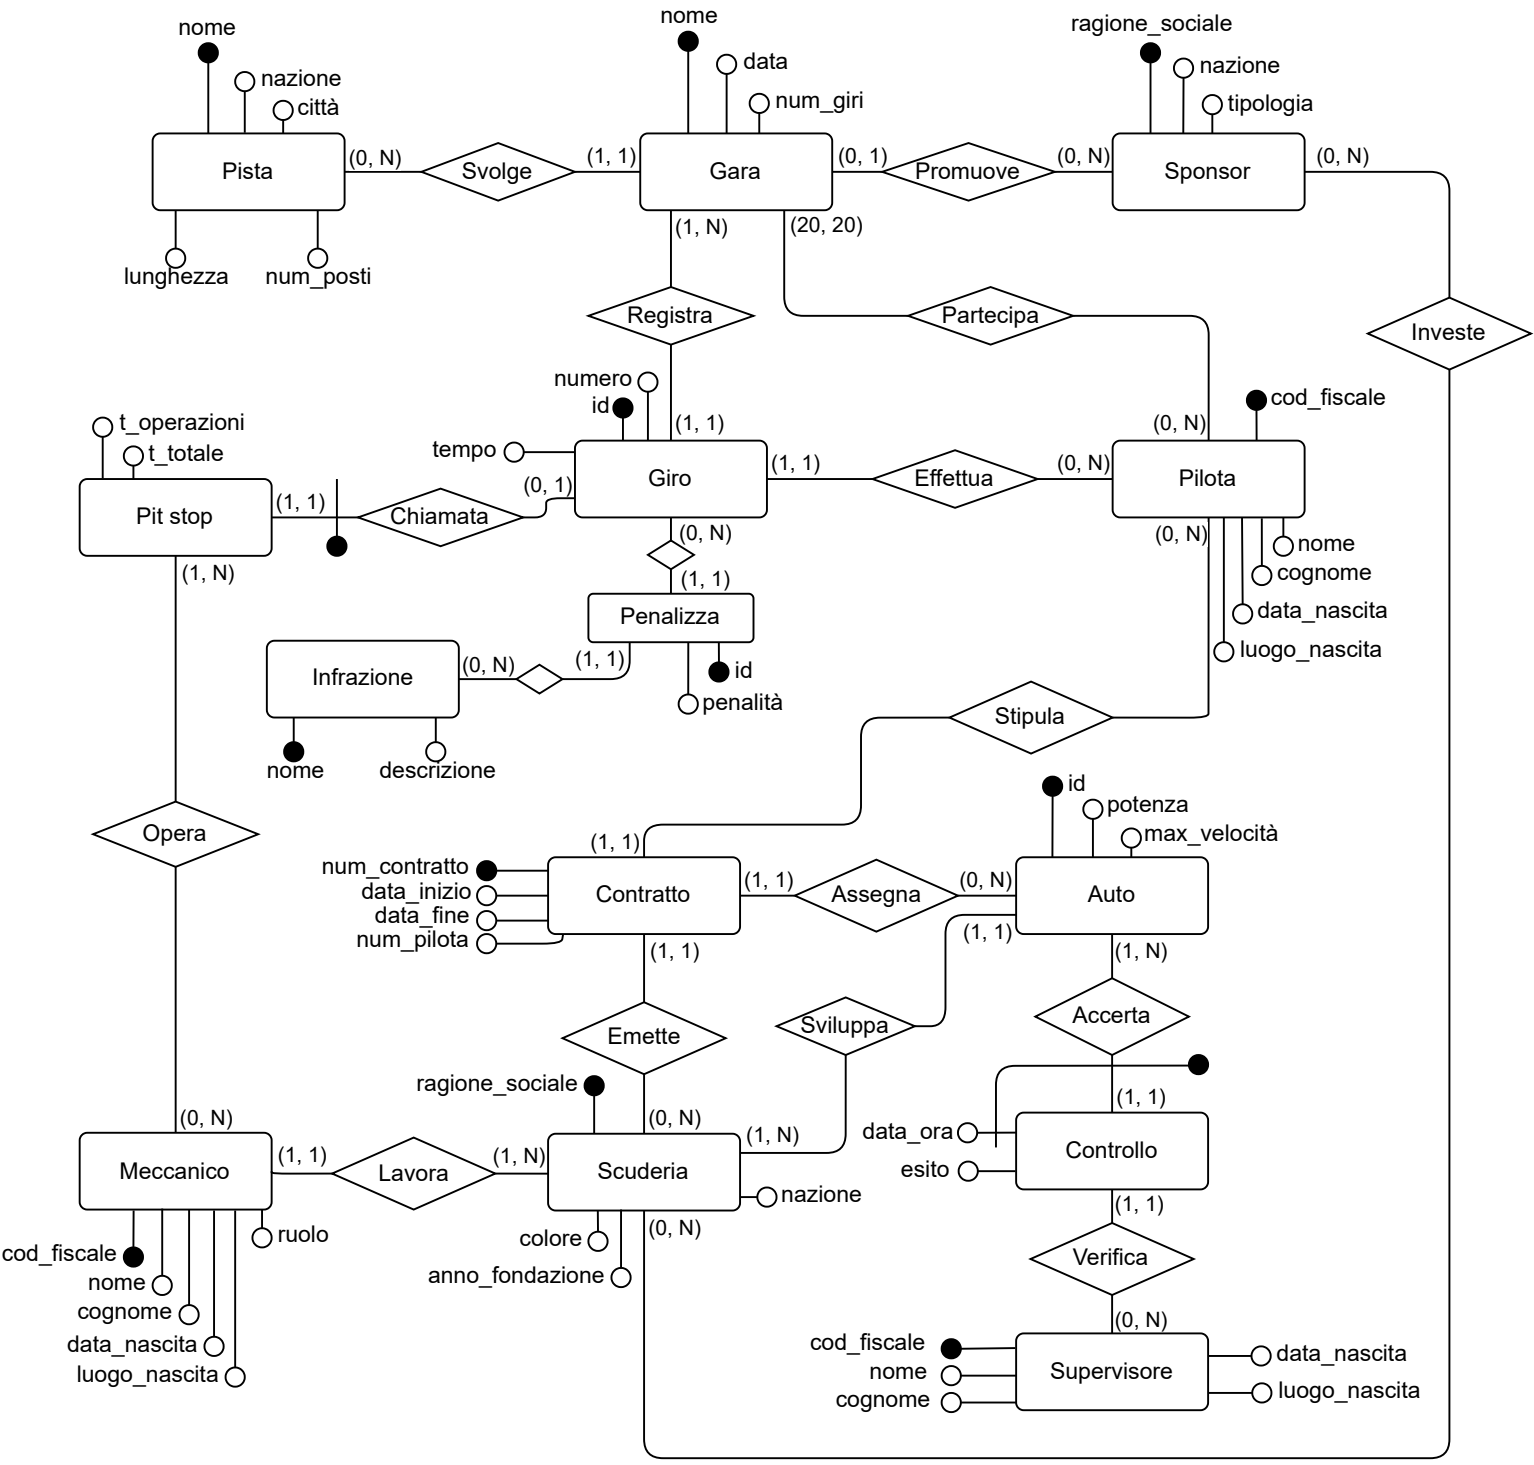 nome
nome
ragione_sociale
data
nazione
nazione
città
num_giri
tipologia
(0, N)
(1, 1)
(0, 1)
(0, N)
(0, N)
Pista
Svolge
Gara
Promuove
Sponsor
(1, N)
(20, 20)
lunghezza
num_posti
Registra
Partecipa
Investe
numero
id
cod_fiscale
t_operazioni
t_totale
tempo
(1, 1)
(0, N)
(0, 1)
(1, 1)
(0, N)
Giro
Effettua
Pilota
(1, 1)
Pit stop
Chiamata
(0, N)
(0, N)
nome
cognome
data_nascita
luogo_nascita
(1, N)
(1, 1)
Penalizza
(0, N)
(1, 1)
Infrazione
id
penalità
nome
descrizione
Stipula
id
potenza
max_velocità
Opera
(1, 1)
num_contratto
data_inizio
data_fine
num_pilota
Contratto
(1, 1)
Assegna
(0, N)
Auto
(1, 1)
(1, 1)
(1, N)
Emette
Sviluppa
Accerta
ragione_sociale
(0, N)
(0, N)
(1, N)
(1, 1)
data_ora
esito
Controllo
Meccanico
(1, 1)
Lavora
(1, N)
Scuderia
nazione
(1, 1)
cod_fiscale
nome
cognome
data_nascita
luogo_nascita
ruolo
colore
anno_fondazione
(0, N)
Verifica
(0, N)
cod_fiscale
nome
cognome
Supervisore
data_nascita
luogo_nascita